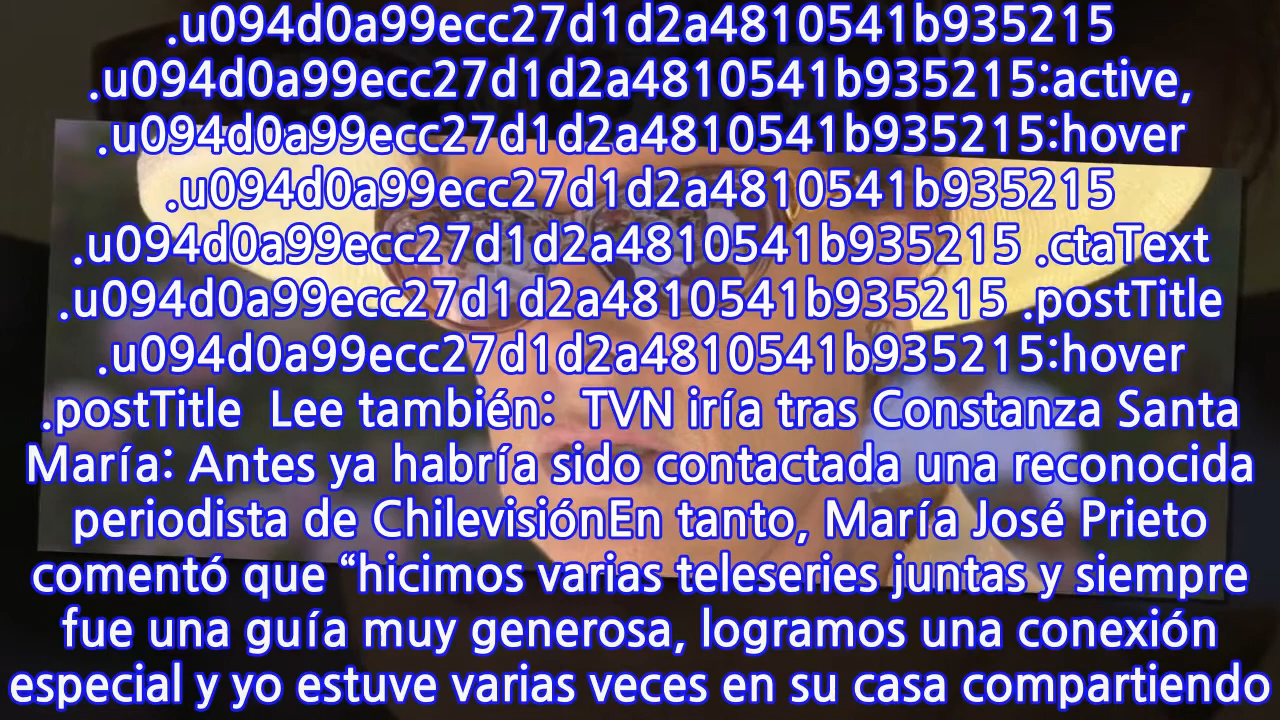 .u094d0a99ecc27d1d2a4810541b935215
.u094d0a99ecc27d1d2a4810541b935215:active,
.u094d0a99ecc27d1d2a4810541b935215:hover
.u094d0a99ecc27d1d2a4810541b935215
.u094d0a99ecc27d1d2a4810541b935215 .ctaText
.u094d0a99ecc27d1d2a4810541b935215 .postTitle
.u094d0a99ecc27d1d2a4810541b935215:hover
.postTitle  Lee también:  TVN iría tras Constanza Santa
María: Antes ya habría sido contactada una reconocida
periodista de ChilevisiónEn tanto, María José Prieto
comentó que “hicimos varias teleseries juntas y siempre
fue una guía muy generosa, logramos una conexión
especial y yo estuve varias veces en su casa compartiendo